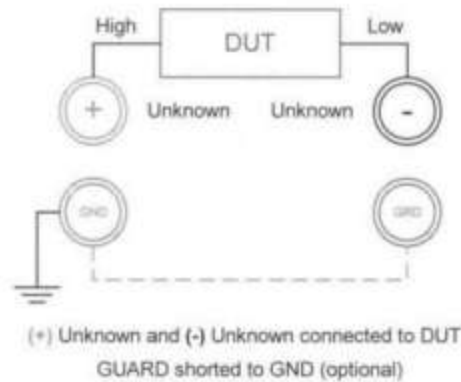 High DUT Low
+ Unknown Unknown -
GND GRD
(+) Unknown and (-) Unknown connected to DUT
GUARD shorted to GND (optional)